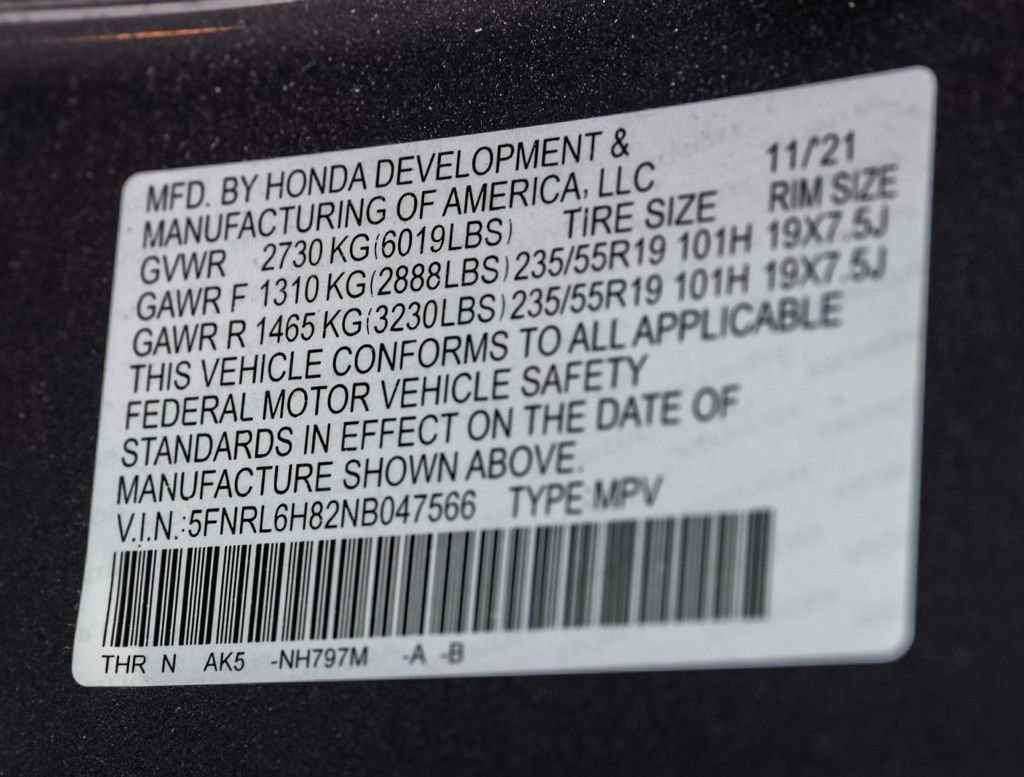 MFD. BY HONDA DEVELOPMENT & 11/'21
MANUFACTURING OF AMERICA, LLC RIM SIZE
GVWR 2730 KG(6019LBS) TIRE SIZE 19X7.5J
GAWR F 1310 KG(2888LBS) 235/55R19 101H 19X7.5J
GAWR R 1465 KG(3230LBS) 235/55R19 101H
THIS VEHICLE CONFORMS TO ALL APPLICABLE
FEDERAL MOTOR VEHICLE SAFETY
STANDARDS IN EFFECT ON THE DATE OF
MANUFACTURE SHOWN ABOVE.
V.I.N.:5FNRL6H82NB047566 TYPE:MPV
THR N AK5 -NH797M -A -B